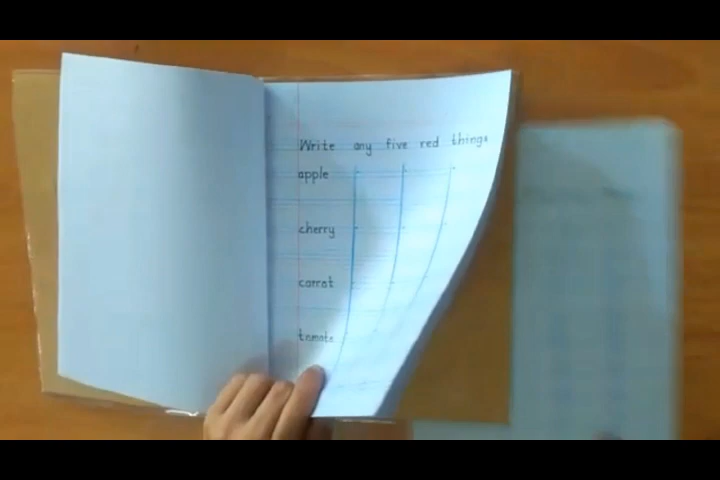 Write any five red things
apple
cherry
carrot
tomato